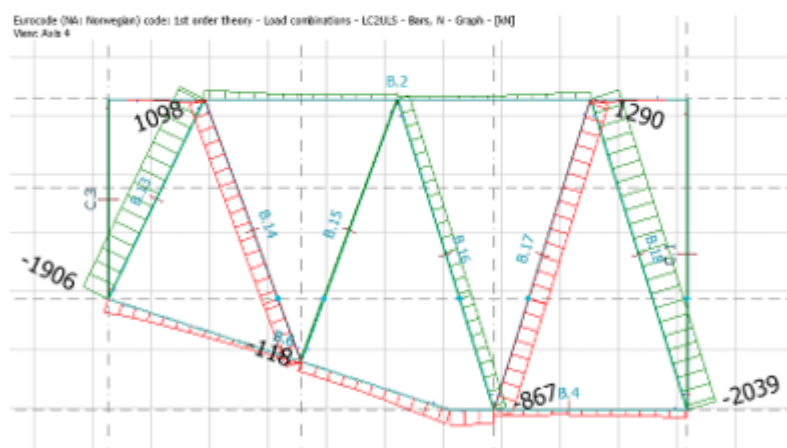 Eurocode (NA: Norwegian) code: 1st order theory - Load combinations - LC2ULS - Bars, N - Graph - [kN]
View: Axis 4
B.2
1098
1290
C.3
B.13
B.14
B.15
B.16
B.17
B.18
-1906
B.6
-118
-867
B.4
-2039